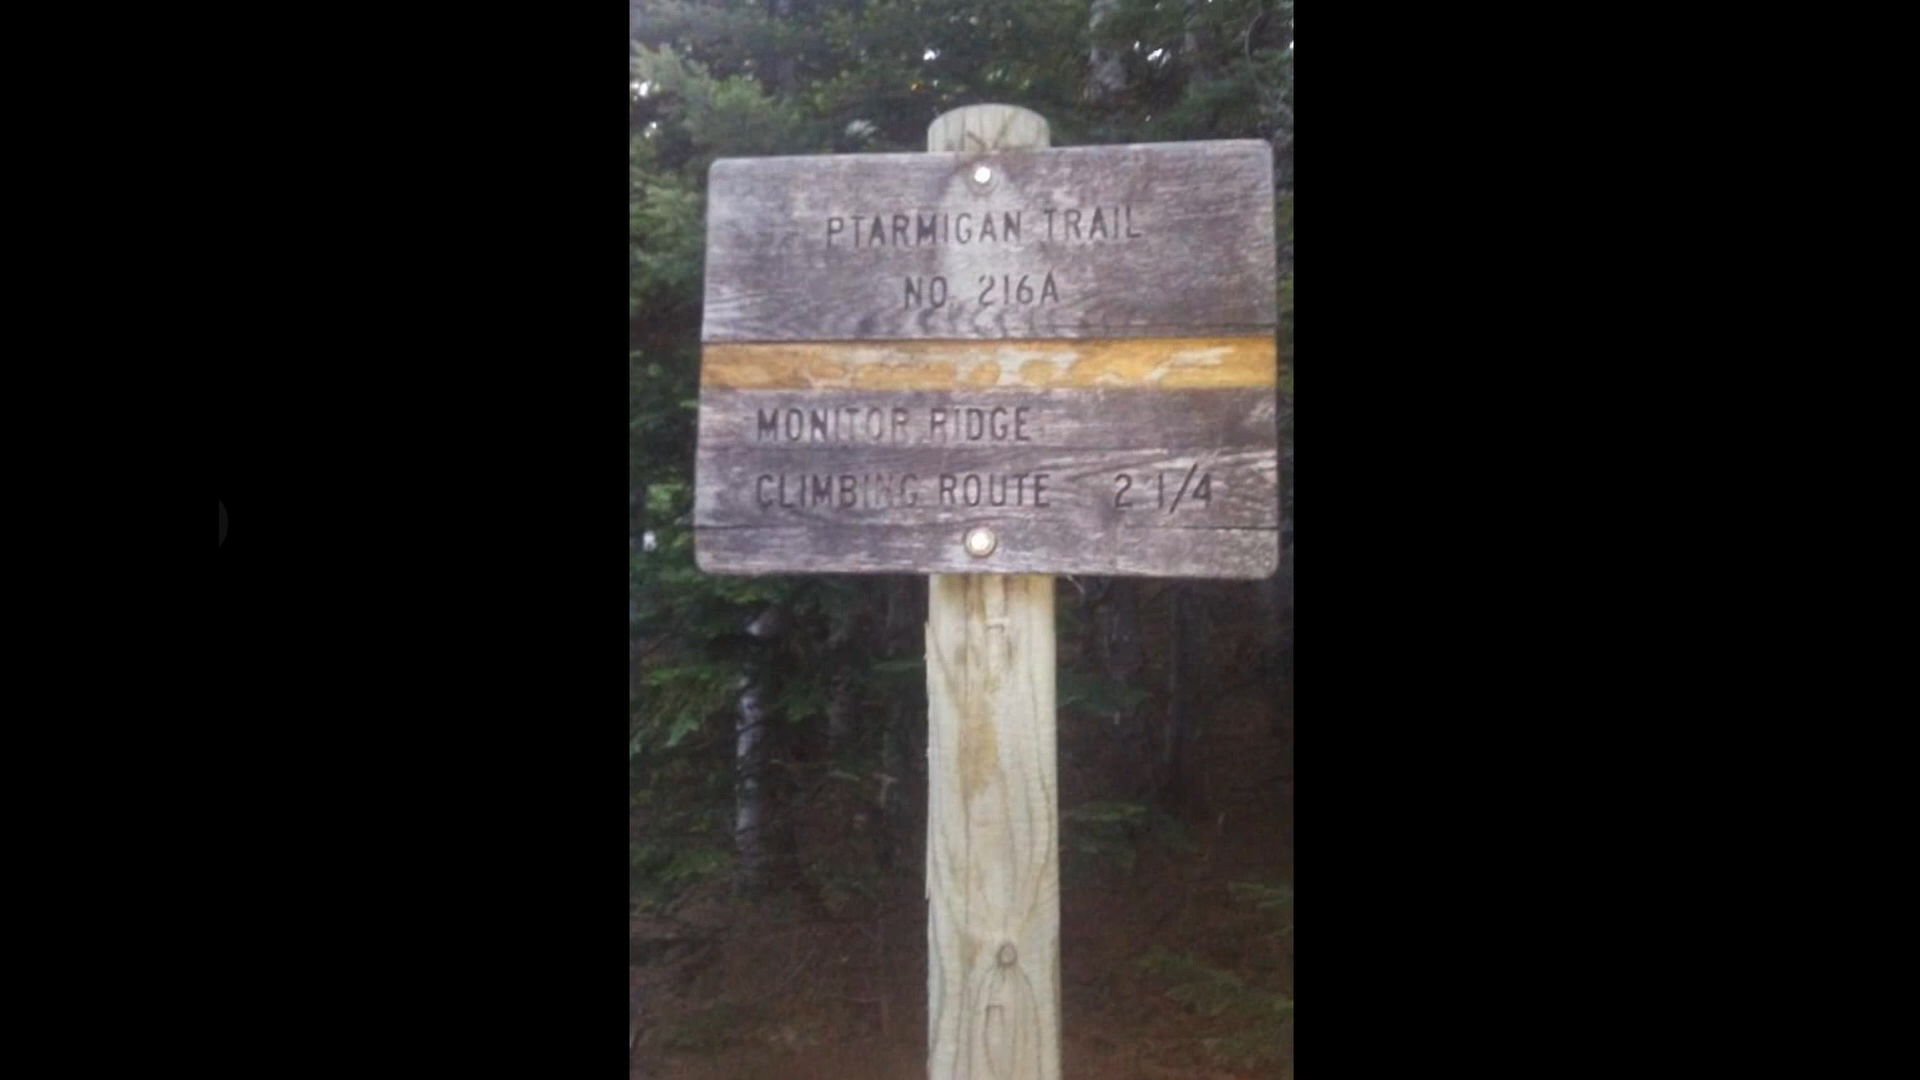 PTARMIGAN TRAIL
NO. 216A
MONITOR RIDGE
CLIMBING ROUTE 2 1/4